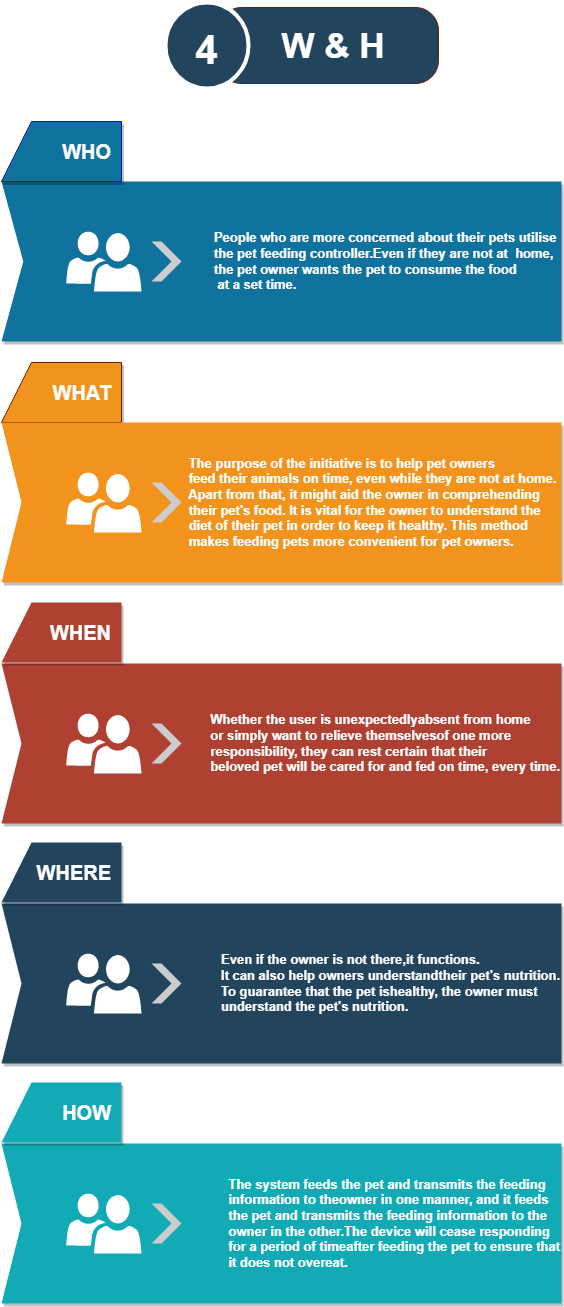 4
W & H
WHO
People who are more concerned about their pets utilise
the pet feeding controller.Even if they are not at home,
the pet owner wants the pet to consume the food
at a set time.
WHAT
The purpose of the initiative is to help pet owners
feed their animals on time, even while they are not at home.
Apart from that, it might aid the owner in comprehending
their pet's food. It is vital for the owner to understand the
diet of their pet in order to keep it healthy. This method
makes feeding pets more convenient for pet owners.
WHEN
Whether the user is unexpectedlyabsent from home
or simply want to relieve themselvesof one more
responsibility, they can rest certain that their
beloved pet will be cared for and fed on time, every time.
WHERE
Even if the owner is not there,it functions.
It can also help owners understandtheir pet's nutrition.
To guarantee that the pet ishealthy, the owner must
understand the pet's nutrition.
HOW
The system feeds the pet and transmits the feeding
information to theowner in one manner, and it feeds
the pet and transmits the feeding information to the
owner in the other.The device will cease responding
for a period of timeafter feeding the pet to ensure that
it does not overeat.